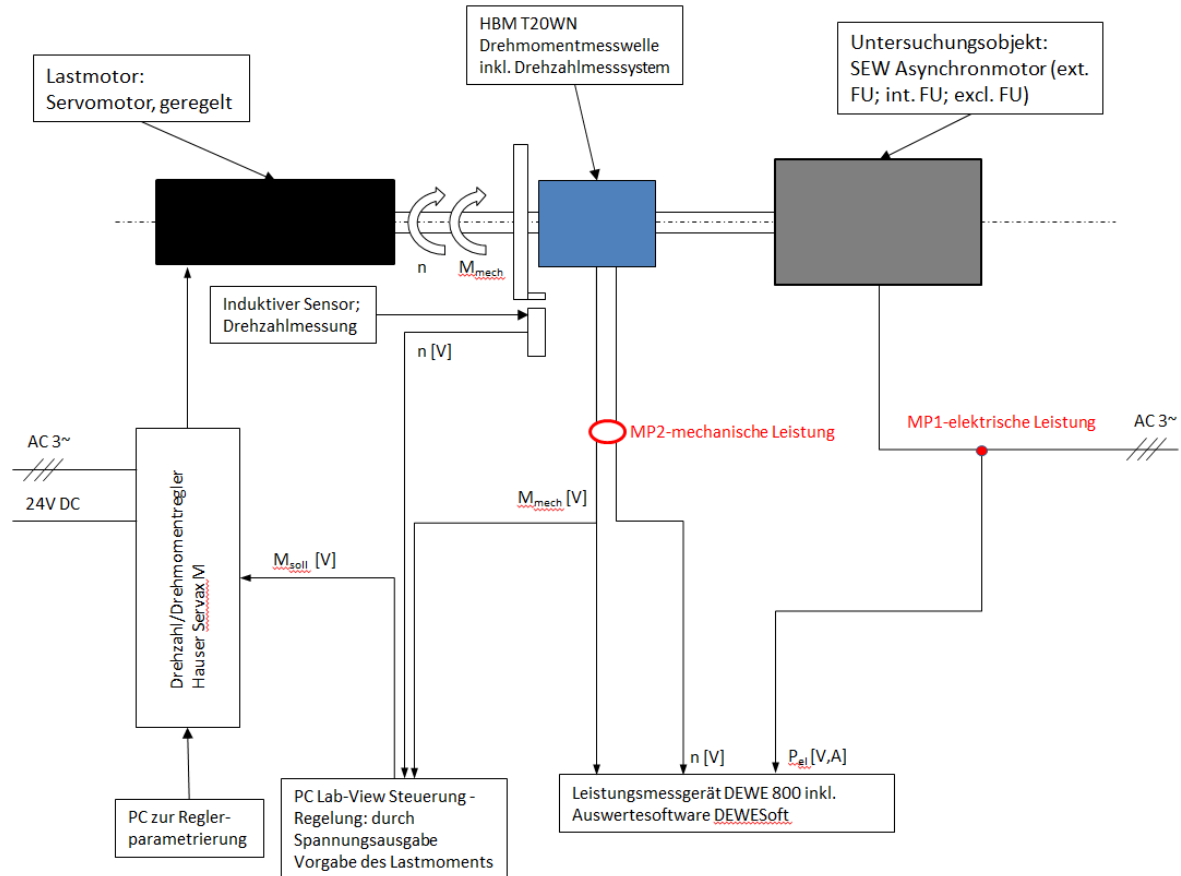 HBM T20WN
Drehmomentmesswelle
inkl. Drehzahlmesssystem
Untersuchungsobjekt:
SEW Asynchronmotor (ext.
FU; int. FU; excl. FU)
Lastmotor:
Servomotor, geregelt
n
Mmech
Induktiver Sensor;
Drehzahlmessung
n [V]
MP2-mechanische Leistung
MP1-elektrische Leistung
AC 3~
AC 3~
24V DC
Drehzahl/Drehmomentregler
Hauser Servax M
Mmech [V]
Msoll [V]
n [V]
Pel [V,A]
PC zur Regler-
parametrierung
PC Lab-View Steuerung -
Regelung: durch
Spannungsausgabe
Vorgabe des Lastmoments
Leistungsmessgerät DEWE 800 inkl.
Auswertesoftware DEWESoft